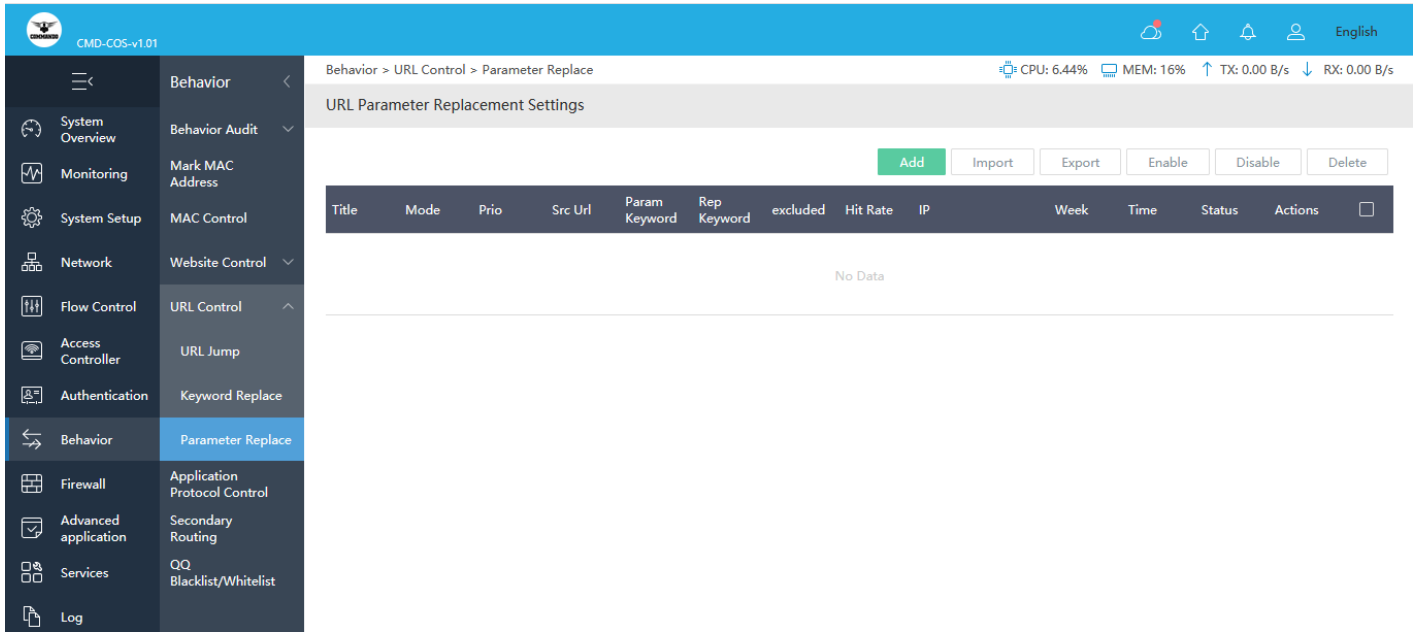 COMMANDO
CMD-COS-v1.01
English
Behavior
Behavior > URL Control > Parameter Replace
CPU: 6.44%
MEM: 16%
TX: 0.00 B/s
RX: 0.00 B/s
URL Parameter Replacement Settings
System
Overview
Monitoring
System Setup
Network
Flow Control
Access
Controller
Authentication
Behavior
Firewall
Advanced
application
Services
Log
Behavior Audit
Mark MAC
Address
MAC Control
Website Control
URL Control
URL Jump
Keyword Replace
Parameter Replace
Application
Protocol Control
Secondary
Routing
QQ
Blacklist/Whitelist
Add
Import
Export
Enable
Disable
Delete
Title
Mode
Prio
Src Url
Param
Keyword
Rep
Keyword
excluded
Hit Rate
IP
Week
Time
Status
Actions
No Data